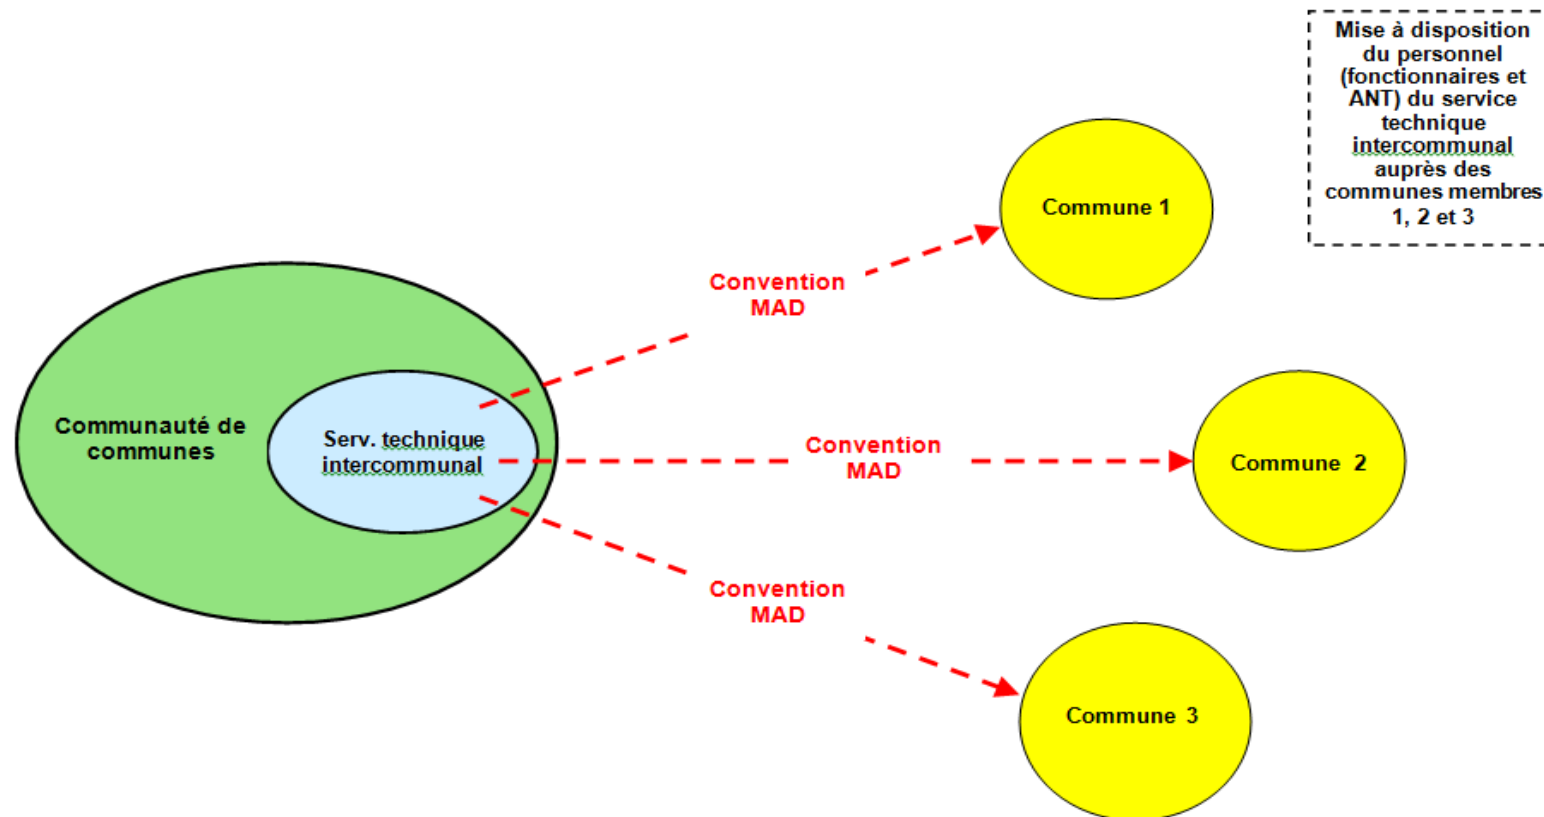 Mise à disposition
du personnel
(fonctionnaires et
ANT) du service
technique
intercommunal
auprès des
communes membres
1, 2 et 3
Commune 1
Convention
MAD
Communauté de
communes
Serv. technique
intercommunal
Convention
MAD
Commune 2
Convention
MAD
Commune 3